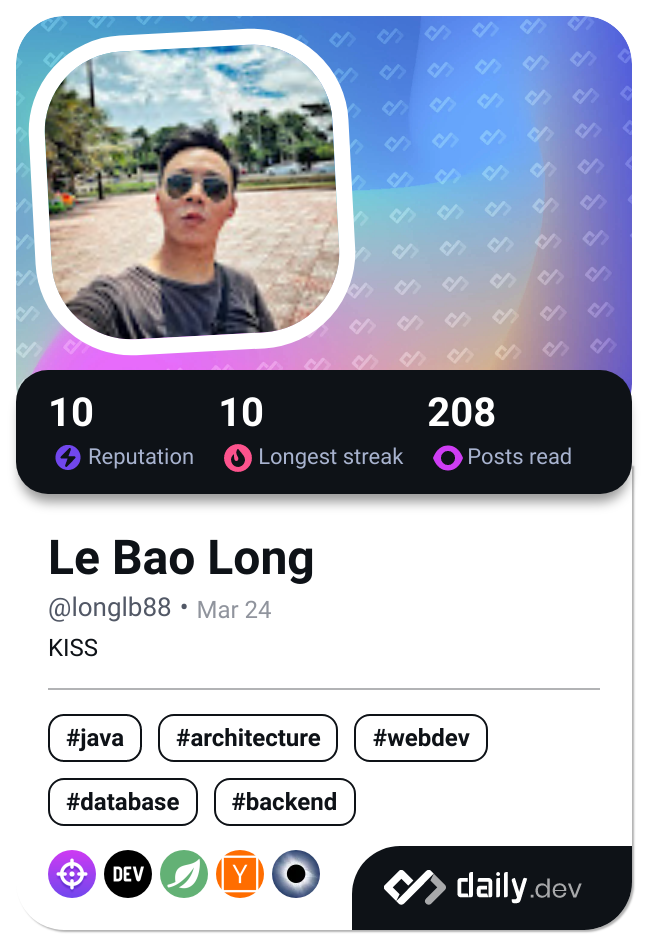 10 10 208
Reputation Longest streak Posts read
Le Bao Long
@longlb88 • Mar 24
KISS
#java #architecture #webdev
#database #backend
DEV Y daily.dev